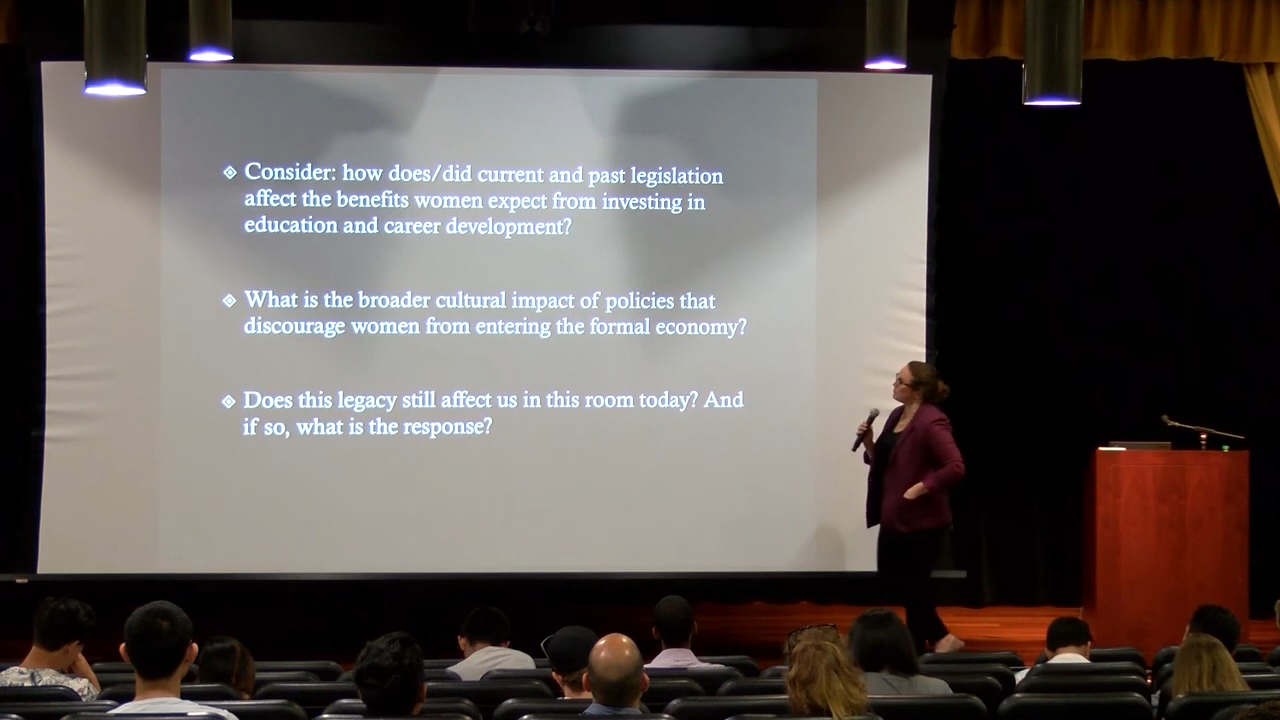 Consider: how does/did current and past legislation
affect the benefits women expect from investing in
education and career development?
What is the broader cultural impact of policies that
discourage women from entering the formal economy?
Does this legacy still affect us in this room today? And
if so, what is the response?